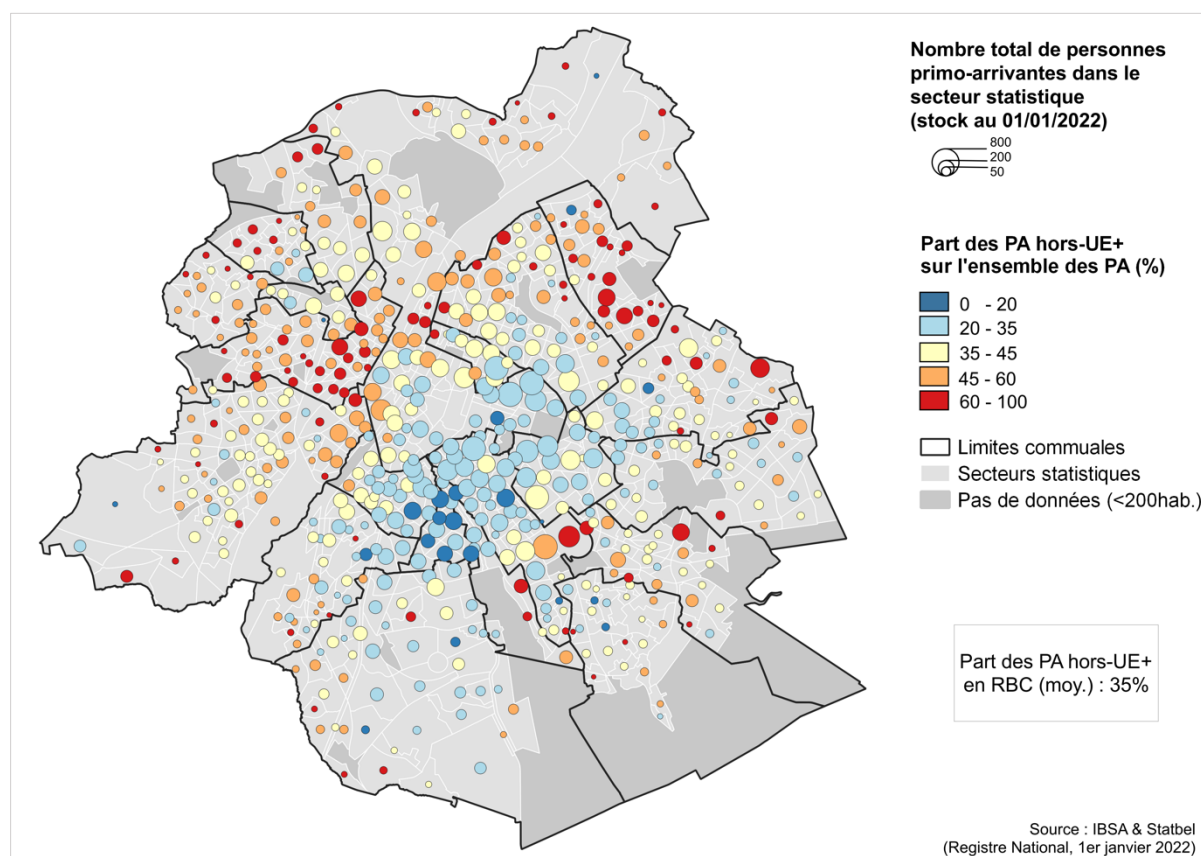 Nombre total de personnes
primo-arrivantes dans le
secteur statistique
(stock au 01/01/2022)
800
200
50
Part des PA hors-UE+
sur l'ensemble des PA (%)
0 - 20
20 - 35
35 - 45
45 - 60
60 - 100
Limites commuales
Secteurs statistiques
Pas de données (<200hab.)
Part des PA hors-UE+
en RBC (moy.) : 35%
Source : IBSA & Statbel
(Registre National, 1er janvier 2022)